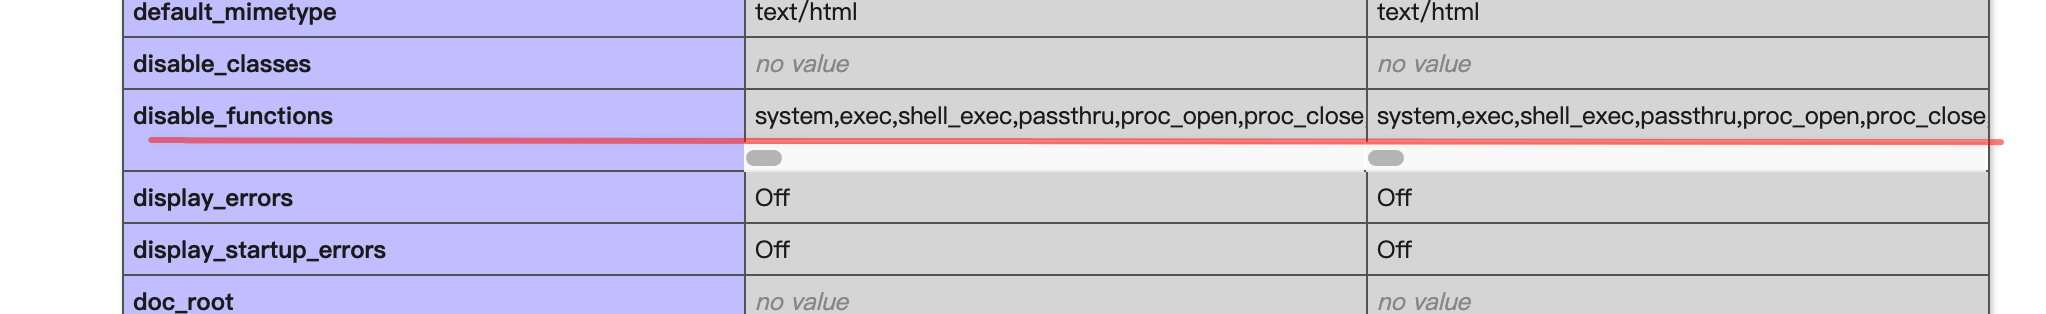 default_mimetype text/html text/html
disable_classes no value no value
disable_functions system,exec,shell_exec,passthru,proc_open,proc_close system,exec,shell_exec,passthru,proc_open,proc_close
display_errors Off Off
display_startup_errors Off Off
doc_root no value no value